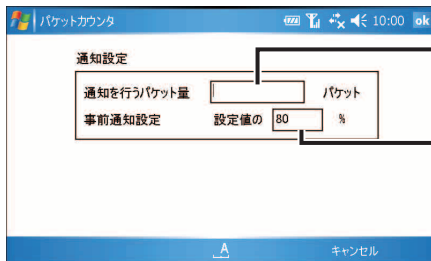 パケットカウンタ 10:00 ok
通知設定
通知を行うパケット量 パケット
事前通知設定 設定値の 80 %
A キャンセル